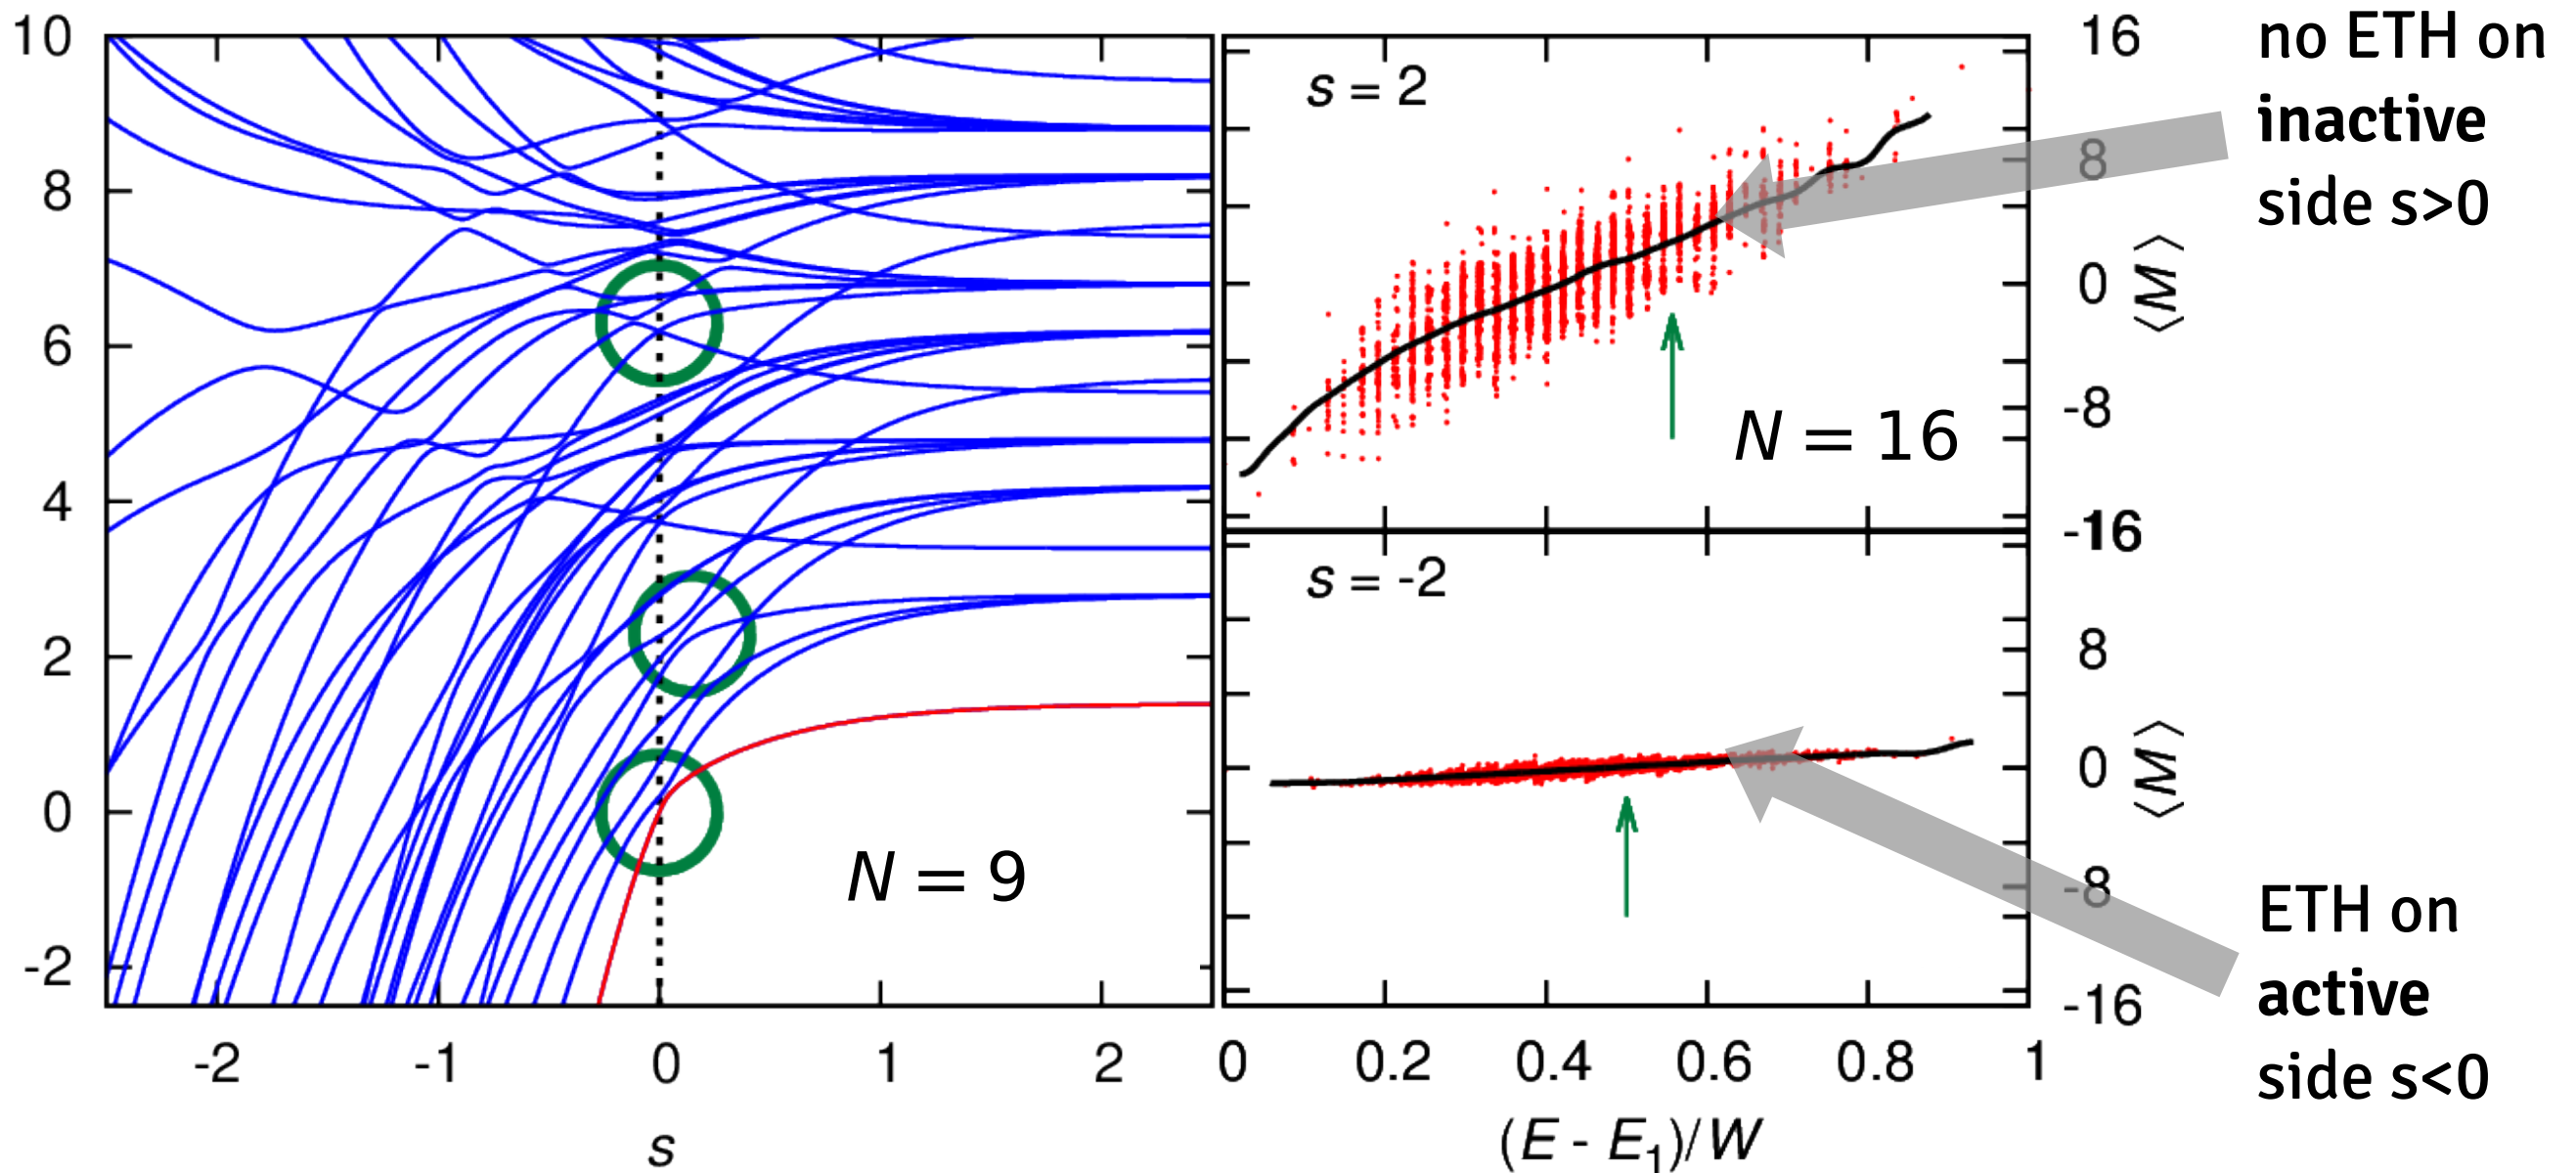 10
8
6
4
2
0
-2
-2
-1
0
1
2
s
N = 9
s = 2
N = 16
16
8
0
-8
-16
⟨M⟩
s = -2
8
0
-8
-16
⟨M⟩
0
0.2
0.4
0.6
0.8
1
(E - E₁)/W
no ETH on
inactive
side s>0
ETH on
active
side s<0